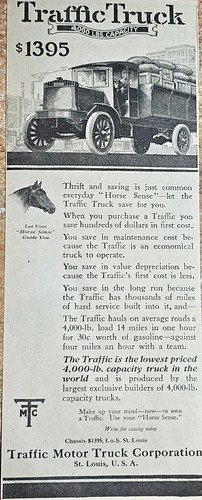 Traffic Truck
4,000 LBS. CAPACITY
$1395
Thrift and saving is just common
everyday "Horse Sense"—let the
Traffic Truck save for you.
Let Your
"Horse Sense"
Guide You
When you purchase a Traffic you
save hundreds of dollars in first cost.
You save in maintenance cost be-
cause the Traffic is an economical
truck to operate.
You save in value depreciation be-
cause the Traffic's first cost is less.
You save in the long run because
the Traffic has thousands of miles
of hard service built into it, and—
The Traffic hauls on average roads a
4,000-lb. load 14 miles in one hour
for 30c worth of gasoline—against
four miles an hour with a team.
The Traffic is the lowest priced
4,000-lb. capacity truck in the
world and is produced by the
largest exclusive builders of 4,000-lb.
capacity trucks.
TMC
Make up your mind—now—to own
a Traffic. Use your "Horse Sense."
Write for catalog today
Chassis $1395, f. o. b. St. Louis
Traffic Motor Truck Corporation
St. Louis, U. S. A.